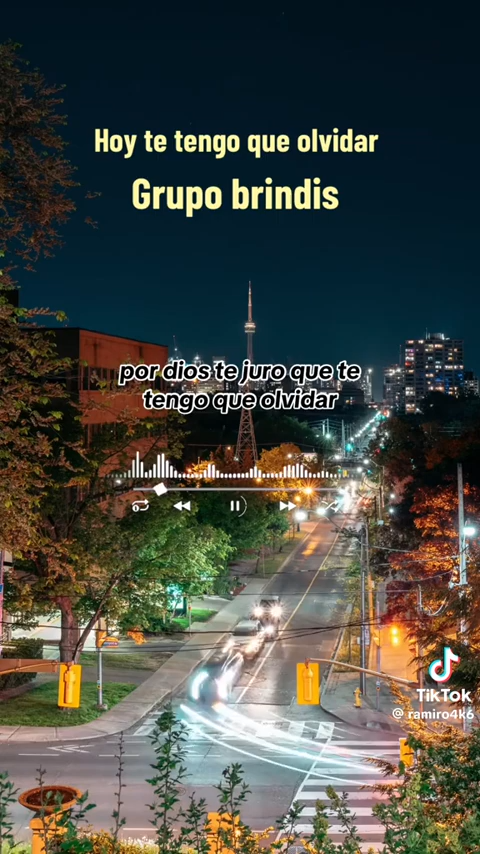 Hoy te tengo que olvidar
Grupo brindis
por dios te juro que te
tengo que olvidar
TikTok
@ ramiro4k6